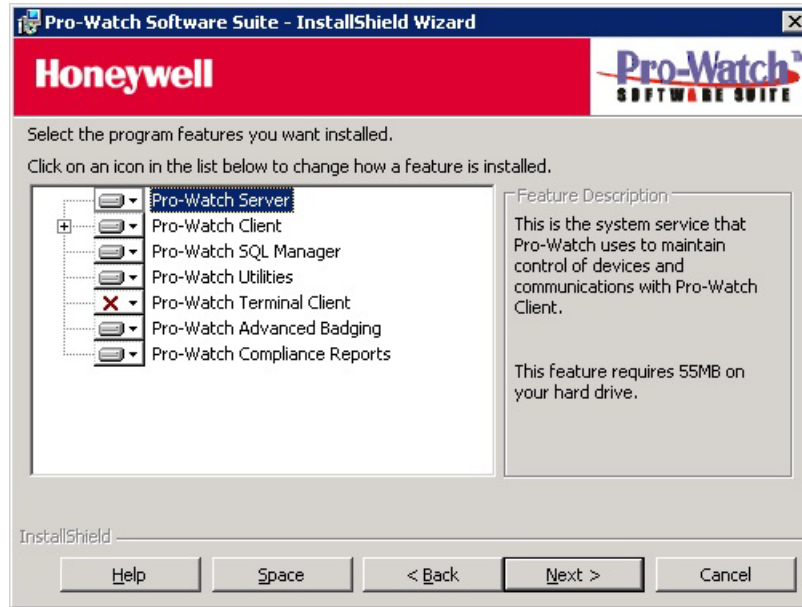 Pro-Watch Software Suite - InstallShield Wizard
Honeywell
Pro-Watch™
SOFTWARE SUITE
Select the program features you want installed.
Click on an icon in the list below to change how a feature is installed.
Pro-Watch Server
Pro-Watch Client
Pro-Watch SQL Manager
Pro-Watch Utilities
Pro-Watch Terminal Client
Pro-Watch Advanced Badging
Pro-Watch Compliance Reports
Feature Description
This is the system service that
Pro-Watch uses to maintain
control of devices and
communications with Pro-Watch
Client.
This feature requires 55MB on
your hard drive.
InstallShield
Help
Space
< Back
Next >
Cancel